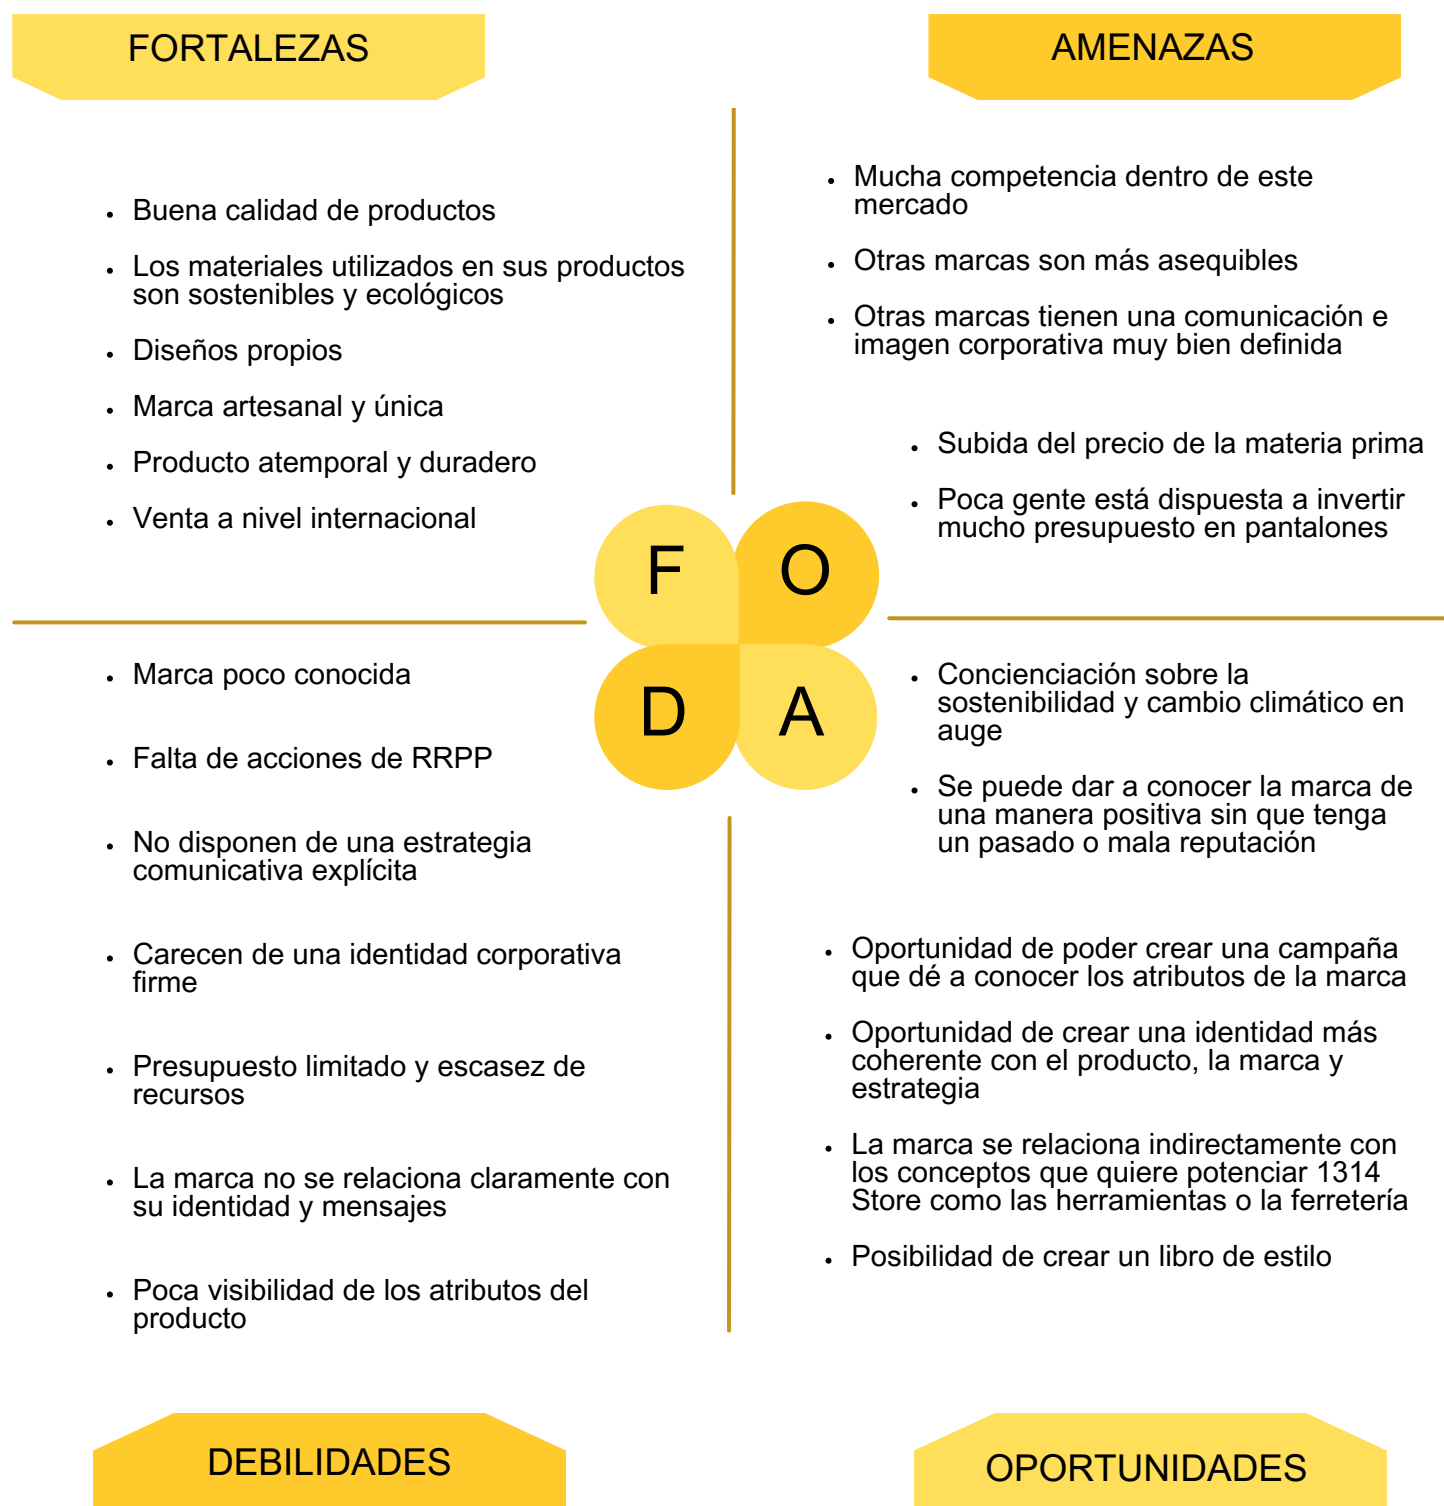 FORTALEZAS
Buena calidad de productos
Los materiales utilizados en sus productos
son sostenibles y ecológicos
Diseños propios
Marca artesanal y única
Producto atemporal y duradero
Venta a nivel internacional
AMENAZAS
Mucha competencia dentro de este
mercado
Otras marcas son más asequibles
Otras marcas tienen una comunicación e
imagen corporativa muy bien definida
Subida del precio de la materia prima
Poca gente está dispuesta a invertir
mucho presupuesto en pantalones
F
O
D
A
Marca poco conocida
Falta de acciones de RRPP
No disponen de una estrategia
comunicativa explícita
Carecen de una identidad corporativa
firme
Presupuesto limitado y escasez de
recursos
La marca no se relaciona claramente con
su identidad y mensajes
Poca visibilidad de los atributos del
producto
DEBILIDADES
Concienciación sobre la
sostenibilidad y cambio climático en
auge
Se puede dar a conocer la marca de
una manera positiva sin que tenga
un pasado o mala reputación
Oportunidad de poder crear una campaña
que dé a conocer los atributos de la marca
Oportunidad de crear una identidad más
coherente con el producto, la marca y
estrategia
La marca se relaciona indirectamente con
los conceptos que quiere potenciar 1314
Store como las herramientas o la ferretería
Posibilidad de crear un libro de estilo
OPORTUNIDADES